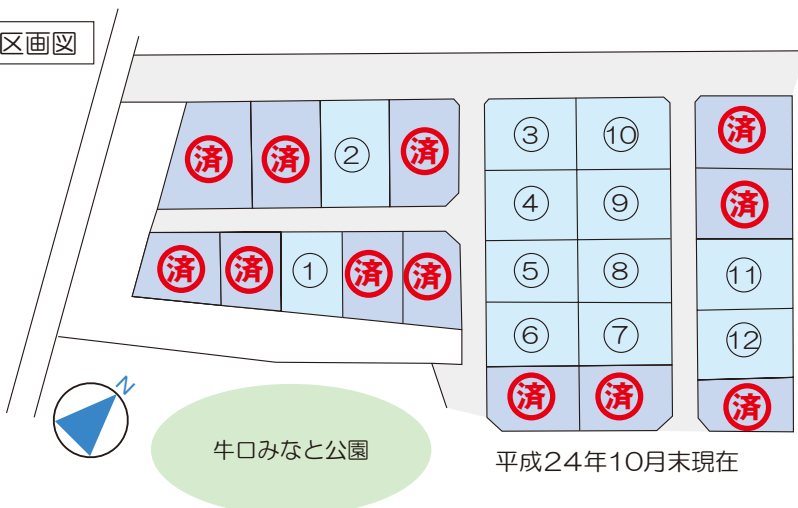 区画図
済 済 ② 済 ③ ⑩ 済
④ ⑨ 済
済 済 ① 済 済 ⑤ ⑧ ⑪
⑥ ⑦ ⑫
済 済 済
N
牛口みなと公園
平成24年10月末現在